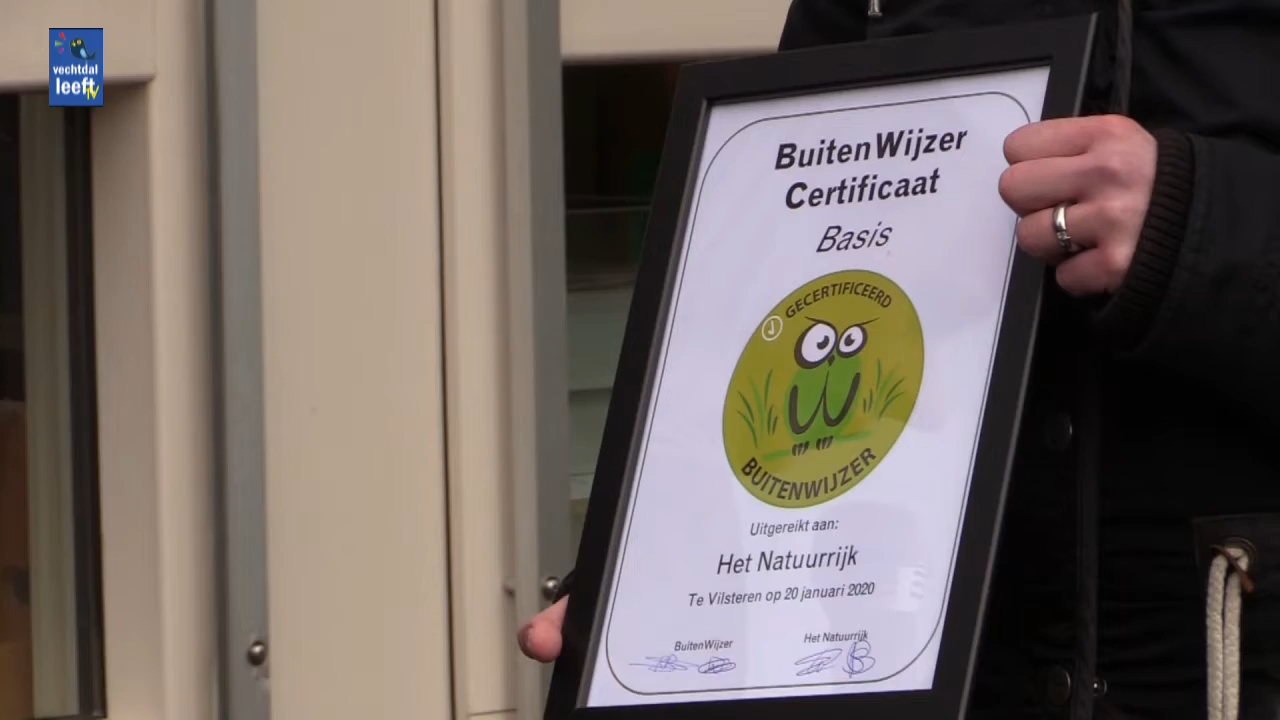 vechtdal
leeft
TV
BuitenWijzer
Certificaat
Basis
GECERTIFICEERD
BUITENWIJZER
Uitgereikt aan:
Het Natuurrijk
Te Vilsteren op 20 januari 2020
BuitenWijzer
Het Natuurrijk